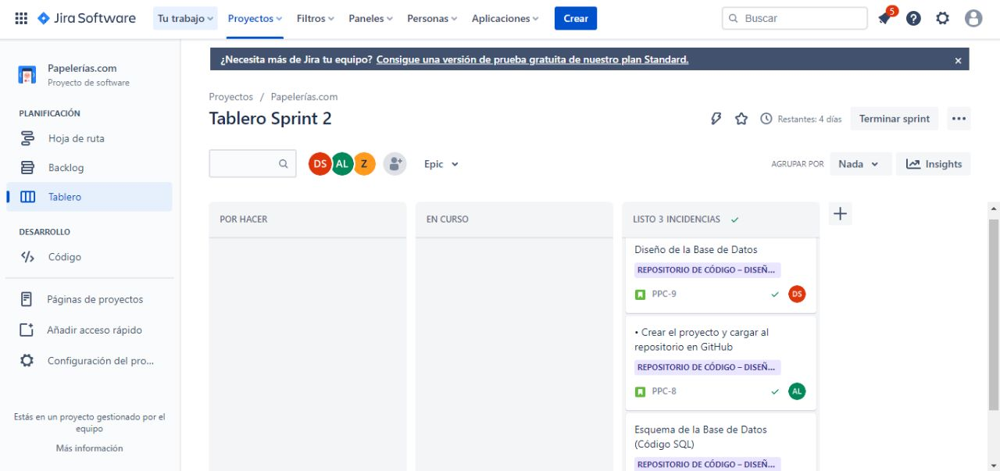 Jira Software Tu trabajo Proyectos Filtros Paneles Personas Aplicaciones Crear Buscar 5
¿Necesita más de Jira tu equipo? Consigue una versión de prueba gratuita de nuestro plan Standard.
Papelerías.com
Proyecto de software
PLANIFICACIÓN
Hoja de ruta
Backlog
Tablero
DESARROLLO
Código
Páginas de proyectos
Añadir acceso rápido
Configuración del pro...
Estás en un proyecto gestionado por el
equipo
Más información
Proyectos / Papelerías.com
Tablero Sprint 2
Restantes: 4 días Terminar sprint
DS AL Z Epic AGRUPAR POR Nada Insights
POR HACER EN CURSO LISTO 3 INCIDENCIAS
Diseño de la Base de Datos
REPOSITORIO DE CÓDIGO – DISEÑ...
PPC-9 DS
• Crear el proyecto y cargar al
repositorio en GitHub
REPOSITORIO DE CÓDIGO – DISEÑ...
PPC-8 AL
Esquema de la Base de Datos
(Código SQL)
REPOSITORIO DE CÓDIGO – DISEÑ...